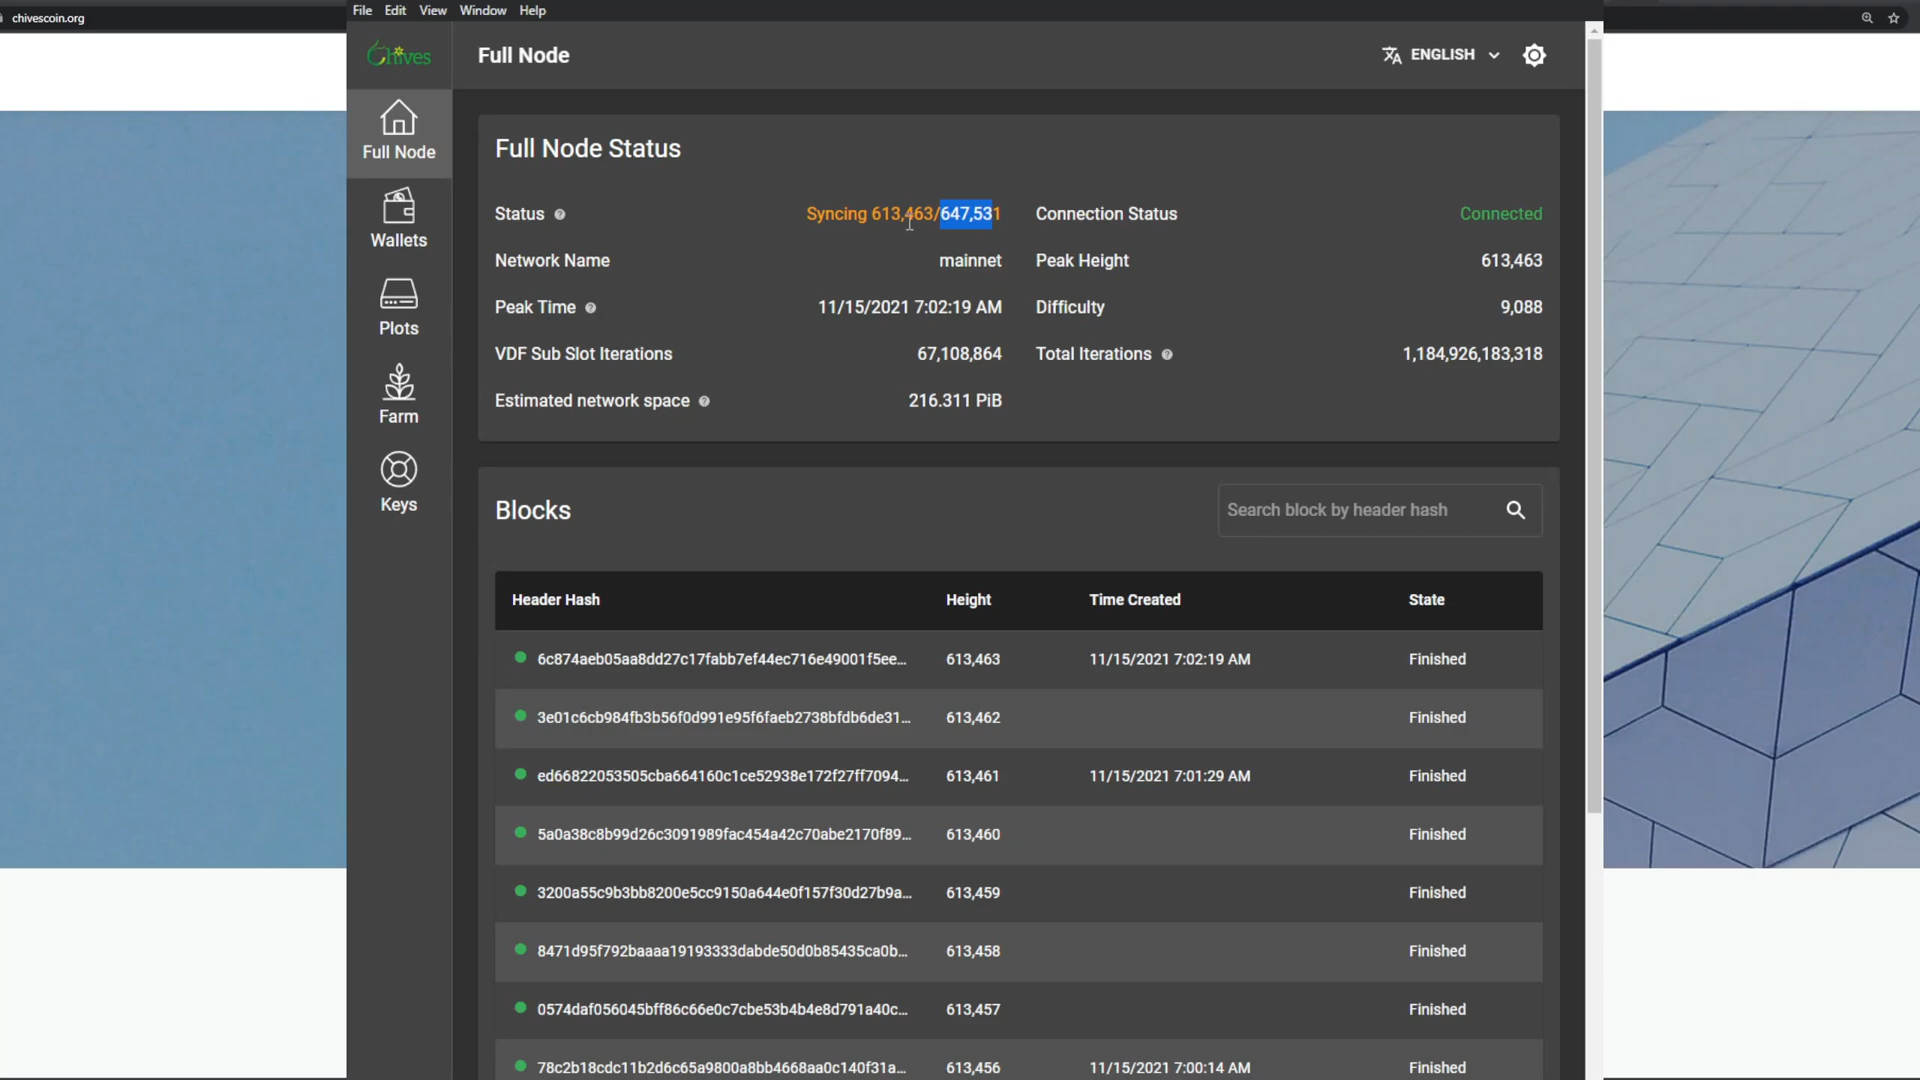 chivescoin.org
File Edit View Window Help
Chives
Full Node
ENGLISH
Full Node
Wallets
Plots
Farm
Keys
Full Node Status
Status Syncing 613,463/647,531
Connection Status Connected
Network Name mainnet
Peak Height 613,463
Peak Time 11/15/2021 7:02:19 AM
Difficulty 9,088
VDF Sub Slot Iterations 67,108,864
Total Iterations 1,184,926,183,318
Estimated network space 216.311 PiB
Blocks
Search block by header hash
Header Hash Height Time Created State
6c874aeb05aa8dd27c17fabb7ef44ec716e49001f5ee... 613,463 11/15/2021 7:02:19 AM Finished
3e01c6cb984fb3b56f0d991e95f6faeb2738bfdb6de31... 613,462 Finished
ed66822053505cba664160c1ce52938e172f27ff7094... 613,461 11/15/2021 7:01:29 AM Finished
5a0a38c8b99d26c3091989fac454a42c70abe2170f89... 613,460 Finished
3200a55c9b3bb8200e5cc9150a644e0f157f30d27b9a... 613,459 Finished
8471d95f792baaaa19193333dabde50d0b85435ca0b... 613,458 Finished
0574daf056045bff86c66e0c7cbe53b4b4e8d791a40c... 613,457 Finished
78c2b18cdc11b2d6c65a9800a8bb4668aa0c140f31a... 613,456 11/15/2021 7:00:14 AM Finished